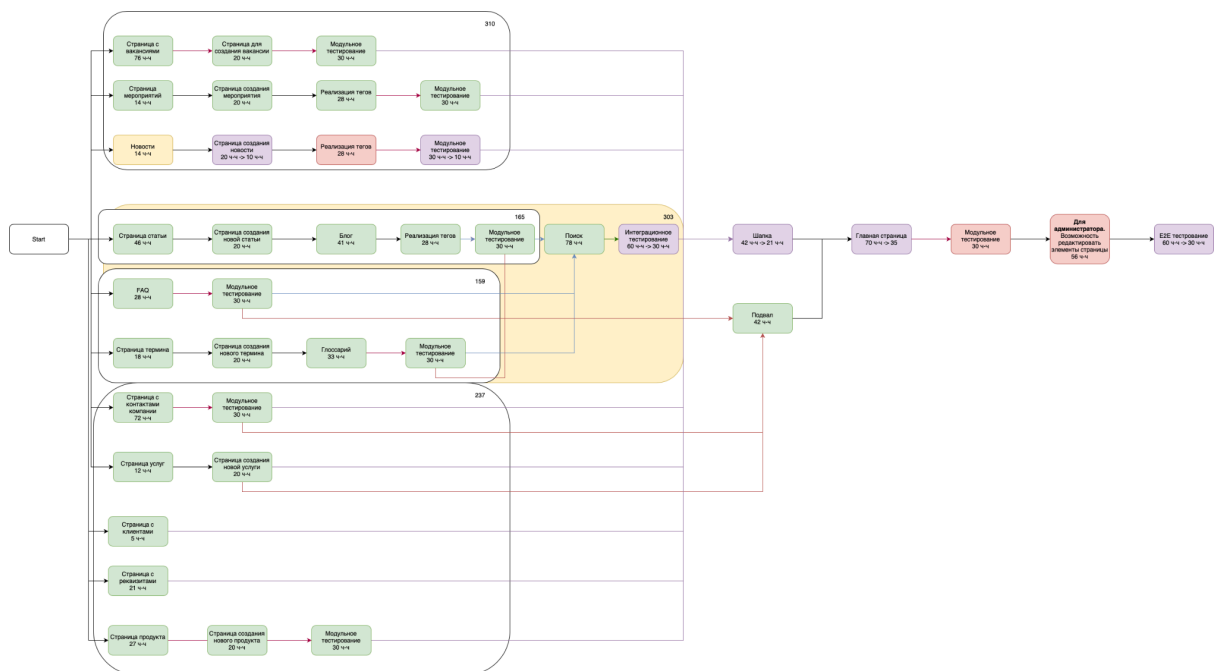 310
Страница с
вакансиями
76 ч-ч
Страница для
создания вакансии
20 ч-ч
Модульное
тестирование
30 ч-ч
Страница
мероприятий
14 ч-ч
Страница создания
мероприятия
20 ч-ч
Реализация тегов
28 ч-ч
Модульное
тестирование
30 ч-ч
Новости
14 ч-ч
Страница создания
новости
20 ч-ч -> 10 ч-ч
Реализация тегов
28 ч-ч
Модульное
тестирование
30 ч-ч -> 10 ч-ч
165
303
Start
Страница статьи
46 ч-ч
Страница создания
новой статьи
20 ч-ч
Блог
41 ч-ч
Реализация тегов
28 ч-ч
Модульное
тестирование
30 ч-ч
Поиск
78 ч-ч
Интеграционное
тестирование
60 ч-ч -> 30 ч-ч
Шапка
42 ч-ч -> 21 ч-ч
Главная страница
70 ч-ч -> 35
Модульное
тестирование
30 ч-ч
Для
администратора.
Возможность
редактировать
элементы страницы
56 ч-ч
E2E тестрование
60 ч-ч -> 30 ч-ч
159
FAQ
28 ч-ч
Модульное
тестирование
30 ч-ч
Подвал
42 ч-ч
Страница термина
18 ч-ч
Страница создания
нового термина
20 ч-ч
Глоссарий
33 ч-ч
Модульное
тестирование
30 ч-ч
237
Страница с
контактами
компании
72 ч-ч
Модульное
тестирование
30 ч-ч
Страница услуг
12 ч-ч
Страница создания
новой услуги
20 ч-ч
Страница с
клиентами
5 ч-ч
Страница с
реквизитами
21 ч-ч
Страница продукта
27 ч-ч
Страница создания
нового продукта
20 ч-ч
Модульное
тестирование
30 ч-ч